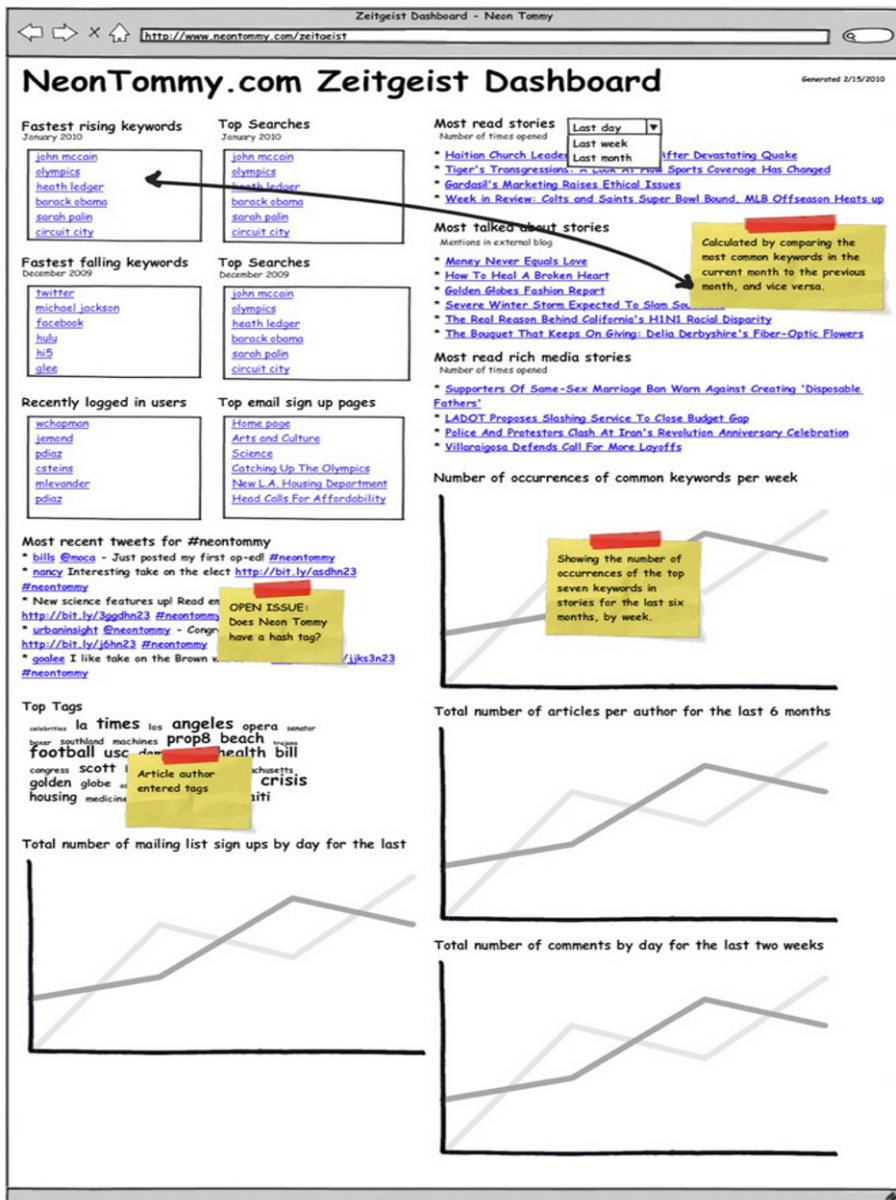 Zeitgeist Dashboard - Neon Tommy
http://www.neontommy.com/zeitgeist
NeonTommy.com Zeitgeist Dashboard
Generated 2/15/2010
Fastest rising keywords
January 2010
john mccain
olympics
heath ledger
barack obama
sarah palin
circuit city
Top Searches
January 2010
john mccain
olympics
heath ledger
barack obama
sarah palin
circuit city
Fastest falling keywords
December 2009
twitter
michael jackson
facebook
hulu
hi5
glee
Top Searches
December 2009
john mccain
olympics
heath ledger
barack obama
sarah palin
circuit city
Recently logged in users
wchapman
jemond
pdiaz
csteins
mlevander
pdiaz
Top email sign up pages
Home page
Arts and Culture
Science
Catching Up The Olympics
New L.A. Housing Department
Head Calls For Affordability
Most recent tweets for #neontommy
* bills @moca - Just posted my first op-ed! #neontommy
* nancy Interesting take on the elect http://bit.ly/asdhn23
#neontommy
* New science features up! Read
http://bit.ly/3ggdhn23 #neontommy
* urbaninsight @neontommy -
http://bit.ly/j6hn23 #neontommy
* goalee I like take on the Brown /jjks3n23
#neontommy
OPEN ISSUE:
Does Neon Tommy
have a hash tag?
Top Tags
celebrities la times los angeles opera senator
boxer southland machines prop8 beach trojans
football usc health bill
congress scott
golden globe crisis
housing medicine
Article author
entered tags
Total number of mailing list sign ups by day for the last
Most read stories
Number of times opened
Last day
Last week
Last month
* Haitian Church After Devastating Quake
* Tiger's Transgressions: A Look At How Sports Coverage Has Changed
* Gardasil's Marketing Raises Ethical Issues
* Week in Review: Colts and Saints Super Bowl Bound, MLB Offseason Heats up
Most talked about stories
Mentions in external blog
* Money Never Equals Love
* How To Heal A Broken Heart
* Golden Globes Fashion Report
* Severe Winter Storm Expected To Slam
* The Real Reason Behind California's H1N1 Racial Disparity
* The Bouquet That Keeps On Giving: Delia Derbyshire's Fiber-Optic Flowers
Calculated by comparing the
most common keywords in the
current month to the previous
month, and vice versa.
Most read rich media stories
Number of times opened
* Supporters Of Same-Sex Marriage Ban Warn Against Creating 'Disposable
Fathers'
* LADOT Proposes Slashing Service To Close Budget Gap
* Police And Protestors Clash At Iran's Revolution Anniversary Celebration
* Villaraigosa Defends Call For More Layoffs
Number of occurrences of common keywords per week
Showing the number of
occurrences of the top
seven keywords in
stories for the last six
months, by week.
Total number of articles per author for the last 6 months
Total number of comments by day for the last two weeks